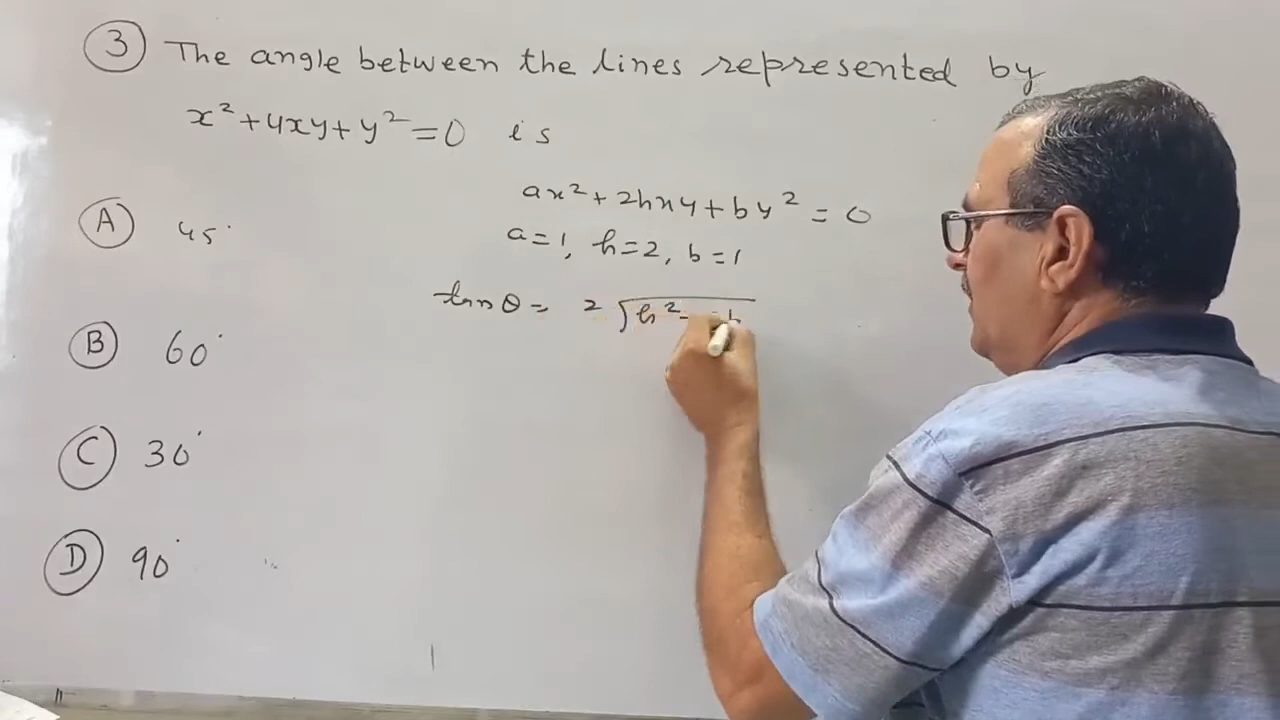 3 The angle between the lines represented by
x²+4xy+y²=0 is
ax²+2hxy+by²=0
a=1, h=2, b=1
A 45°
tanθ = 2√h²-
B 60°
C 30°
D 90°